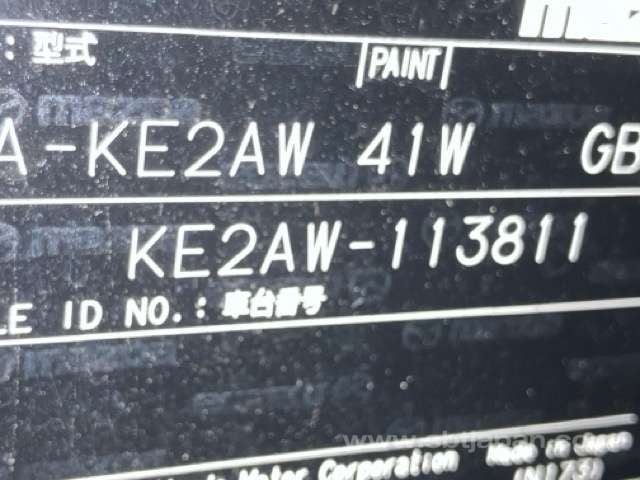 : 型式
PAINT
A-KE2AW 41W GB
KE2AW-113811
LE ID NO.: 車台番号
www.sbtjapan.com
Motor Corporation Made in Japan
(N173)